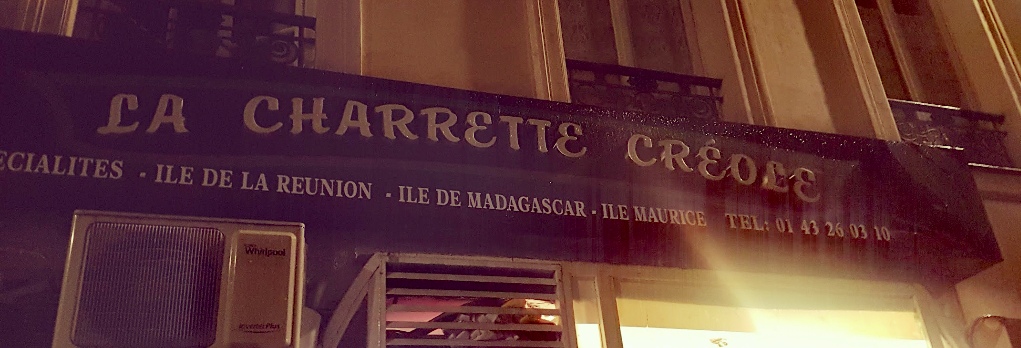 LA CHARRETTE CRÉOLE
ECIALITES - ILE DE LA REUNION - ILE DE MADAGASCAR - ILE MAURICE TEL: 01 43 26 03 10
Whirlpool